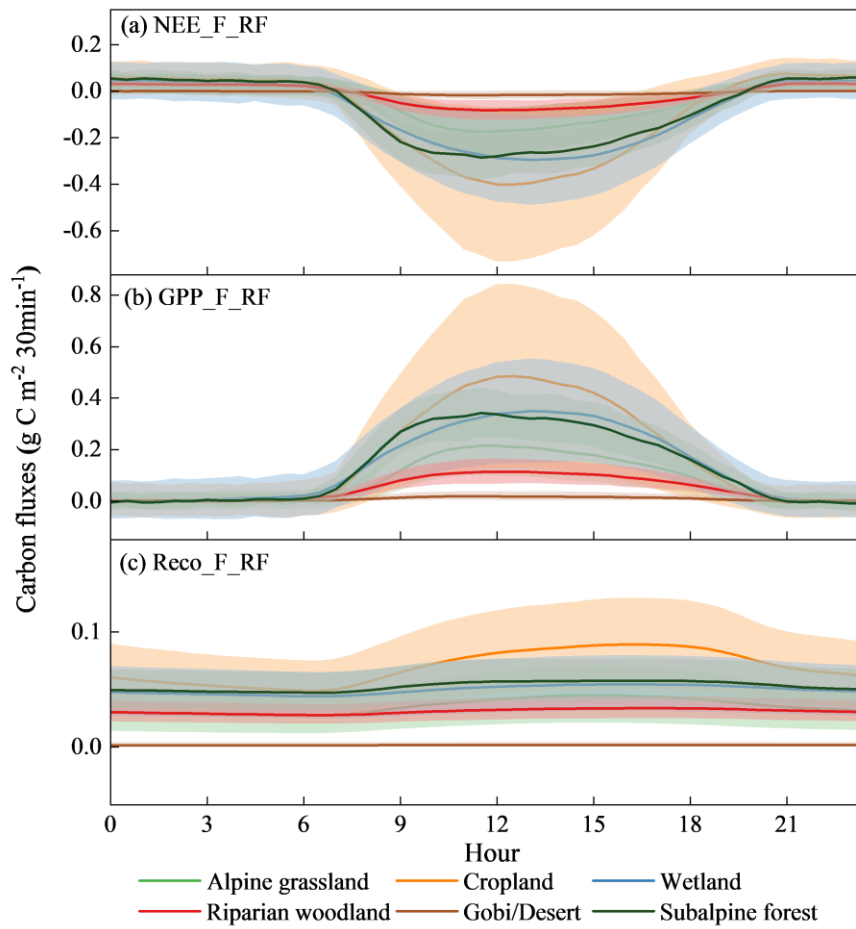 (a) NEE_F_RF
0.2
0.0
-0.2
-0.4
-0.6
(b) GPP_F_RF
0.8
0.6
0.4
0.2
0.0
(c) Reco_F_RF
0.1
0.0
Carbon fluxes (g C m⁻² 30min⁻¹)
0 3 6 9 12 15 18 21
Hour
Alpine grassland Cropland Wetland
Riparian woodland Gobi/Desert Subalpine forest